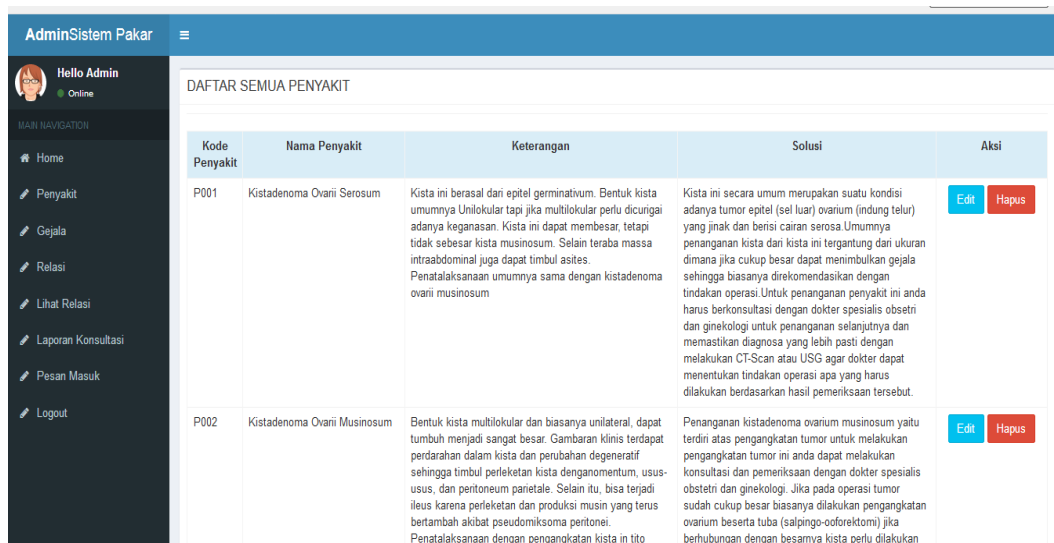 AdminSistem Pakar
Hello Admin
Online
MAIN NAVIGATION
Home
Penyakit
Gejala
Relasi
Lihat Relasi
Laporan Konsultasi
Pesan Masuk
Logout
DAFTAR SEMUA PENYAKIT
Kode Penyakit
Nama Penyakit
Keterangan
Solusi
Aksi
P001
Kistadenoma Ovarii Serosum
Kista ini berasal dari epitel germinativum. Bentuk kista
umumnya Unilokular tapi jika multilokular perlu dicurigai
adanya keganasan. Kista ini dapat membesar, tetapi
tidak sebesar kista musinosum. Selain teraba massa
intraabdominal juga dapat timbul asites.
Penatalaksanaan umumnya sama dengan kistadenoma
ovarii musinosum
Kista ini secara umum merupakan suatu kondisi
adanya tumor epitel (sel luar) ovarium (indung telur)
yang jinak dan berisi cairan serosa.Umumnya
penanganan kista dari kista ini tergantung dari ukuran
dimana jika cukup besar dapat menimbulkan gejala
sehingga biasanya direkomendasikan dengan
tindakan operasi.Untuk penanganan penyakit ini anda
harus berkonsultasi dengan dokter spesialis obsetri
dan ginekologi untuk penanganan selanjutnya dan
memastikan diagnosa yang lebih pasti dengan
melakukan CT-Scan atau USG agar dokter dapat
menentukan tindakan operasi apa yang harus
dilakukan berdasarkan hasil pemeriksaan tersebut.
Edit
Hapus
P002
Kistadenoma Ovarii Musinosum
Bentuk kista multilokular dan biasanya unilateral, dapat
tumbuh menjadi sangat besar. Gambaran klinis terdapat
perdarahan dalam kista dan perubahan degeneratif
sehingga timbul perleketan kista denganomentum, usus-
usus, dan peritoneum parietale. Selain itu, bisa terjadi
ileus karena perleketan dan produksi musin yang terus
bertambah akibat pseudomiksoma peritonei.
Penatalaksanaan dengan pengangkatan kista in tito
Penanganan kistadenoma ovarium musinosum yaitu
terdiri atas pengangkatan tumor untuk melakukan
pengangkatan tumor ini anda dapat melakukan
konsultasi dan pemeriksaan dengan dokter spesialis
obstetri dan ginekologi. Jika pada operasi tumor
sudah cukup besar biasanya dilakukan pengangkatan
ovarium beserta tuba (salpingo-ooforektomi) jika
berhubungan dengan besarnya kista perlu dilakukan
Edit
Hapus